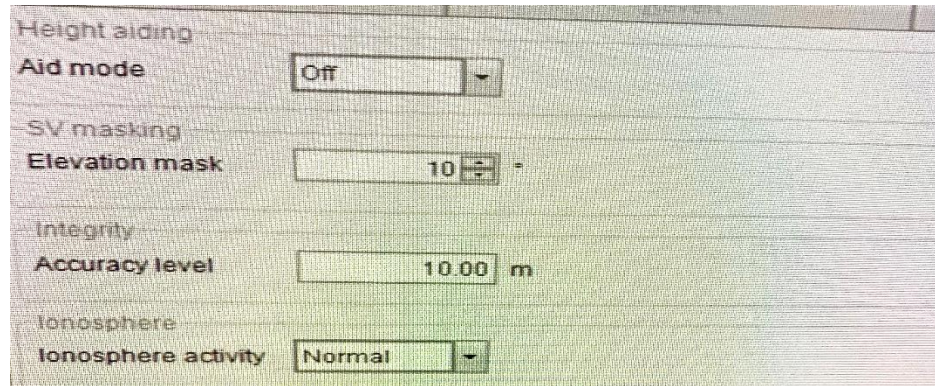 Height aiding
Aid mode Off
SV masking
Elevation mask 10 °
Integrity
Accuracy level 10.00 m
Ionosphere
Ionosphere activity Normal